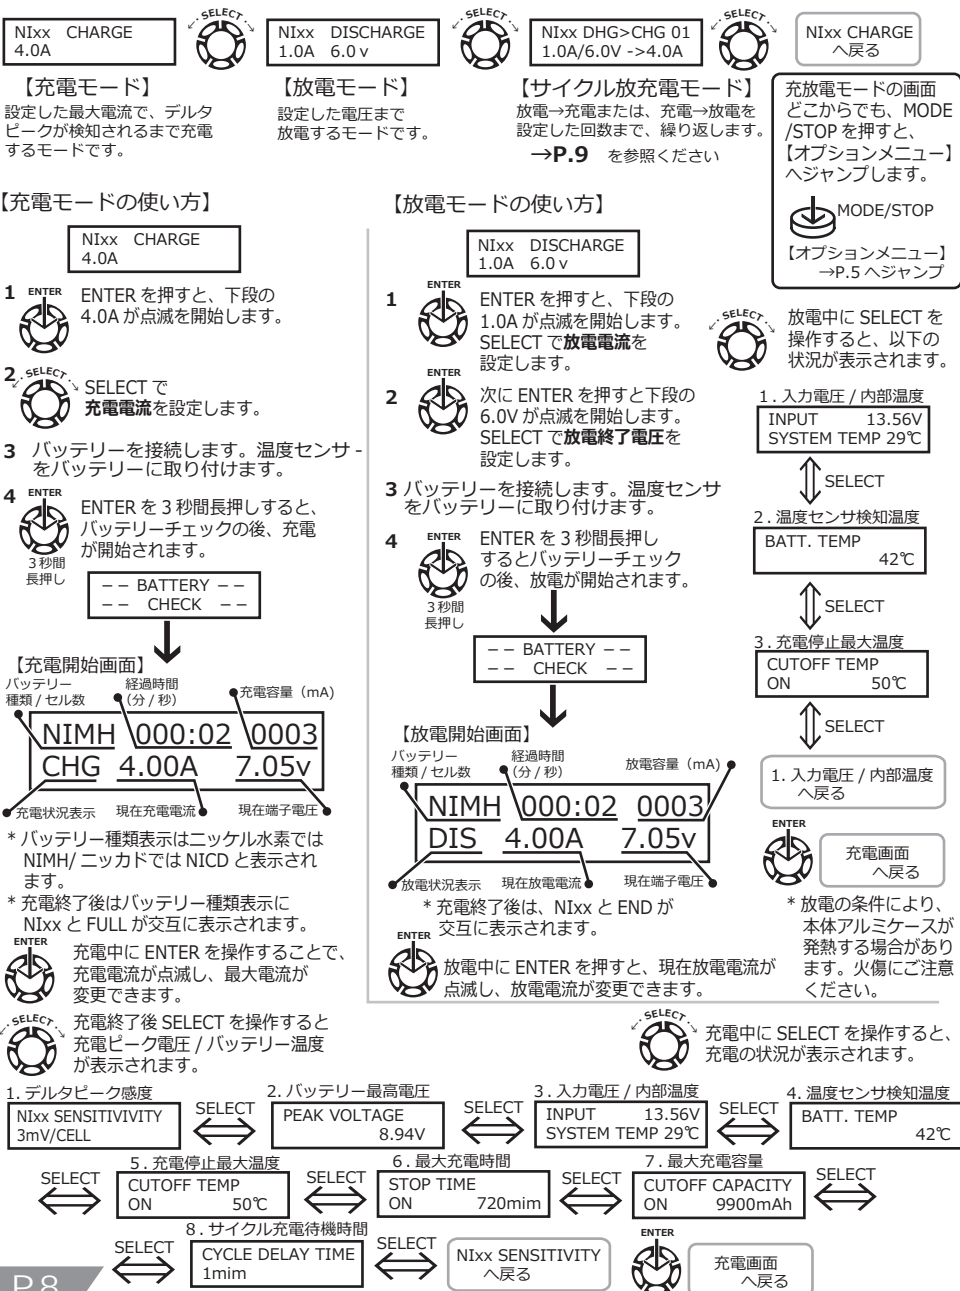 NIxx CHARGE
4.0A
SELECT
NIxx DISCHARGE
1.0A 6.0v
SELECT
NIxx DHG>CHG 01
1.0A/6.0V ->4.0A
SELECT
NIxx CHARGE
へ戻る
【充電モード】
設定した最大電流で、デルタ
ピークが検知されるまで充電
するモードです。
【放電モード】
設定した電圧まで
放電するモードです。
【サイクル放充電モード】
放電→充電または、充電→放電を
設定した回数まで、繰り返します。
→P.9 を参照ください
充放電モードの画面
どこからでも、MODE
/STOP を押すと、
【オプションメニュー】
へジャンプします。
MODE/STOP
【オプションメニュー】
→P.5 へジャンプ
【充電モードの使い方】
NIxx CHARGE
4.0A
1 ENTER
ENTER を押すと、下段の
4.0A が点滅を開始します。
2 SELECT
SELECT で
充電電流を設定します。
3 バッテリーを接続します。温度センサ -
をバッテリーに取り付けます。
4 ENTER
3 秒間
長押し
ENTER を 3 秒間長押しすると、
バッテリーチェックの後、充電
が開始されます。
−− BATTERY −−
−− CHECK −−
【充電開始画面】
バッテリー
種類 / セル数
経過時間
（分 / 秒）
充電容量（mA)
NIMH 000:02 0003
CHG 4.00A 7.05v
充電状況表示 現在充電電流 現在端子電圧
* バッテリー種類表示はニッケル水素では
NIMH/ ニッカドでは NICD と表示され
ます。
* 充電終了後はバッテリー種類表示に
NIxx と FULL が交互に表示されます。
ENTER
充電中に ENTER を操作することで、
充電電流が点滅し、最大電流が
変更できます。
SELECT
充電終了後 SELECT を操作すると
充電ピーク電圧 / バッテリー温度
が表示されます。
【放電モードの使い方】
NIxx DISCHARGE
1.0A 6.0v
1 ENTER
ENTER を押すと、下段の
1.0A が点滅を開始します。
SELECT で放電電流を
設定します。
2 ENTER
次に ENTER を押すと下段の
6.0V が点滅を開始します。
SELECT で放電終了電圧を
設定します。
3 バッテリーを接続します。温度センサ
をバッテリーに取り付けます。
4 ENTER
3 秒間
長押し
ENTER を 3 秒間長押し
するとバッテリーチェック
の後、放電が開始されます。
−− BATTERY −−
−− CHECK −−
【放電開始画面】
バッテリー
種類 / セル数
経過時間
（分 / 秒）
放電容量（mA)
NIMH 000:02 0003
DIS 4.00A 7.05v
放電状況表示 現在放電電流 現在端子電圧
* 充電終了後は、NIxx と END が
交互に表示されます。
ENTER
放電中に ENTER を押すと、現在放電電流が
点滅し、放電電流が変更できます。
SELECT
放電中に SELECT を
操作すると、以下の
状況が表示されます。
1 . 入力電圧 / 内部温度
INPUT 13.56V
SYSTEM TEMP 29℃
SELECT
2 . 温度センサ検知温度
BATT. TEMP
42℃
SELECT
3 . 充電停止最大温度
CUTOFF TEMP
ON 50℃
SELECT
1. 入力電圧 / 内部温度
へ戻る
ENTER
充電画面
へ戻る
* 放電の条件により、
本体アルミケースが
発熱する場合があり
ます。火傷にご注意
ください。
SELECT
充電中に SELECT を操作すると、
充電の状況が表示されます。
1. デルタピーク感度
NIxx SENSITIVIVITY
3mV/CELL
SELECT
2. バッテリー最高電圧
PEAK VOLTAGE
8.94V
SELECT
3 . 入力電圧 / 内部温度
INPUT 13.56V
SYSTEM TEMP 29℃
SELECT
4. 温度センサ検知温度
BATT. TEMP
42℃
SELECT
5 . 充電停止最大温度
CUTOFF TEMP
ON 50℃
SELECT
6 . 最大充電時間
STOP TIME
ON 720mim
SELECT
7 . 最大充電容量
CUTOFF CAPACITY
ON 9900mAh
SELECT
SELECT
8 . サイクル充電待機時間
CYCLE DELAY TIME
1mim
SELECT
NIxx SENSITIVITY
へ戻る
ENTER
充電画面
へ戻る
P.8